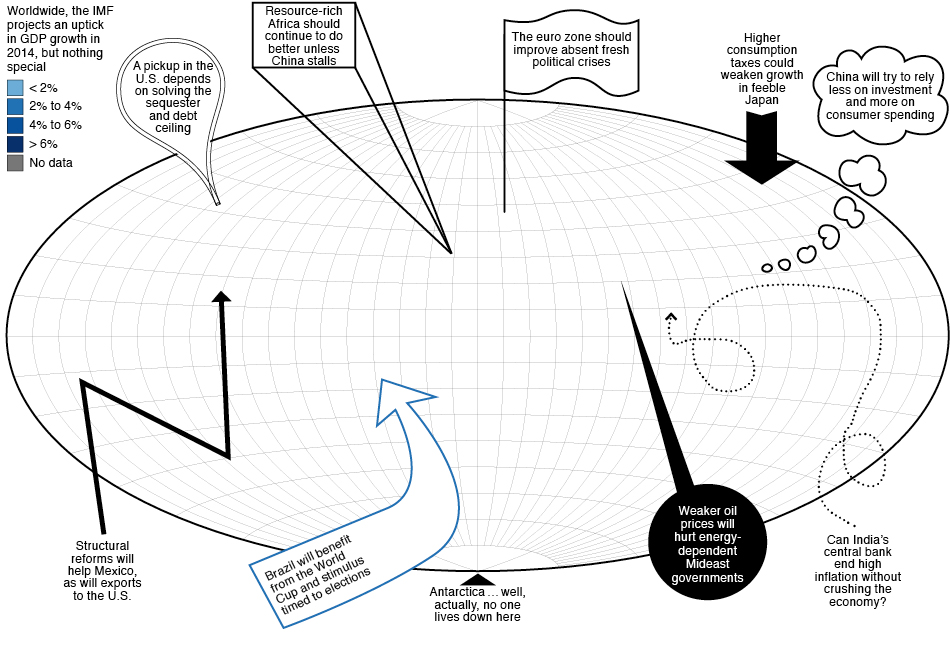 Worldwide, the IMF
projects an uptick
in GDP growth in
2014, but nothing
special
< 2%
2% to 4%
4% to 6%
> 6%
No data
A pickup in the
U.S. depends
on solving the
sequester
and debt
ceiling
Resource-rich
Africa should
continue to do
better unless
China stalls
The euro zone should
improve absent fresh
political crises
Higher
consumption
taxes could
weaken growth
in feeble
Japan
China will try to rely
less on investment
and more on
consumer spending
Structural
reforms will
help Mexico,
as will exports
to the U.S.
Brazil will benefit
from the World
Cup and stimulus
timed to elections
Antarctica ... well,
actually, no one
lives down here
Weaker oil
prices will
hurt energy-
dependent
Mideast
governments
Can India's
central bank
end high
inflation without
crushing the
economy?